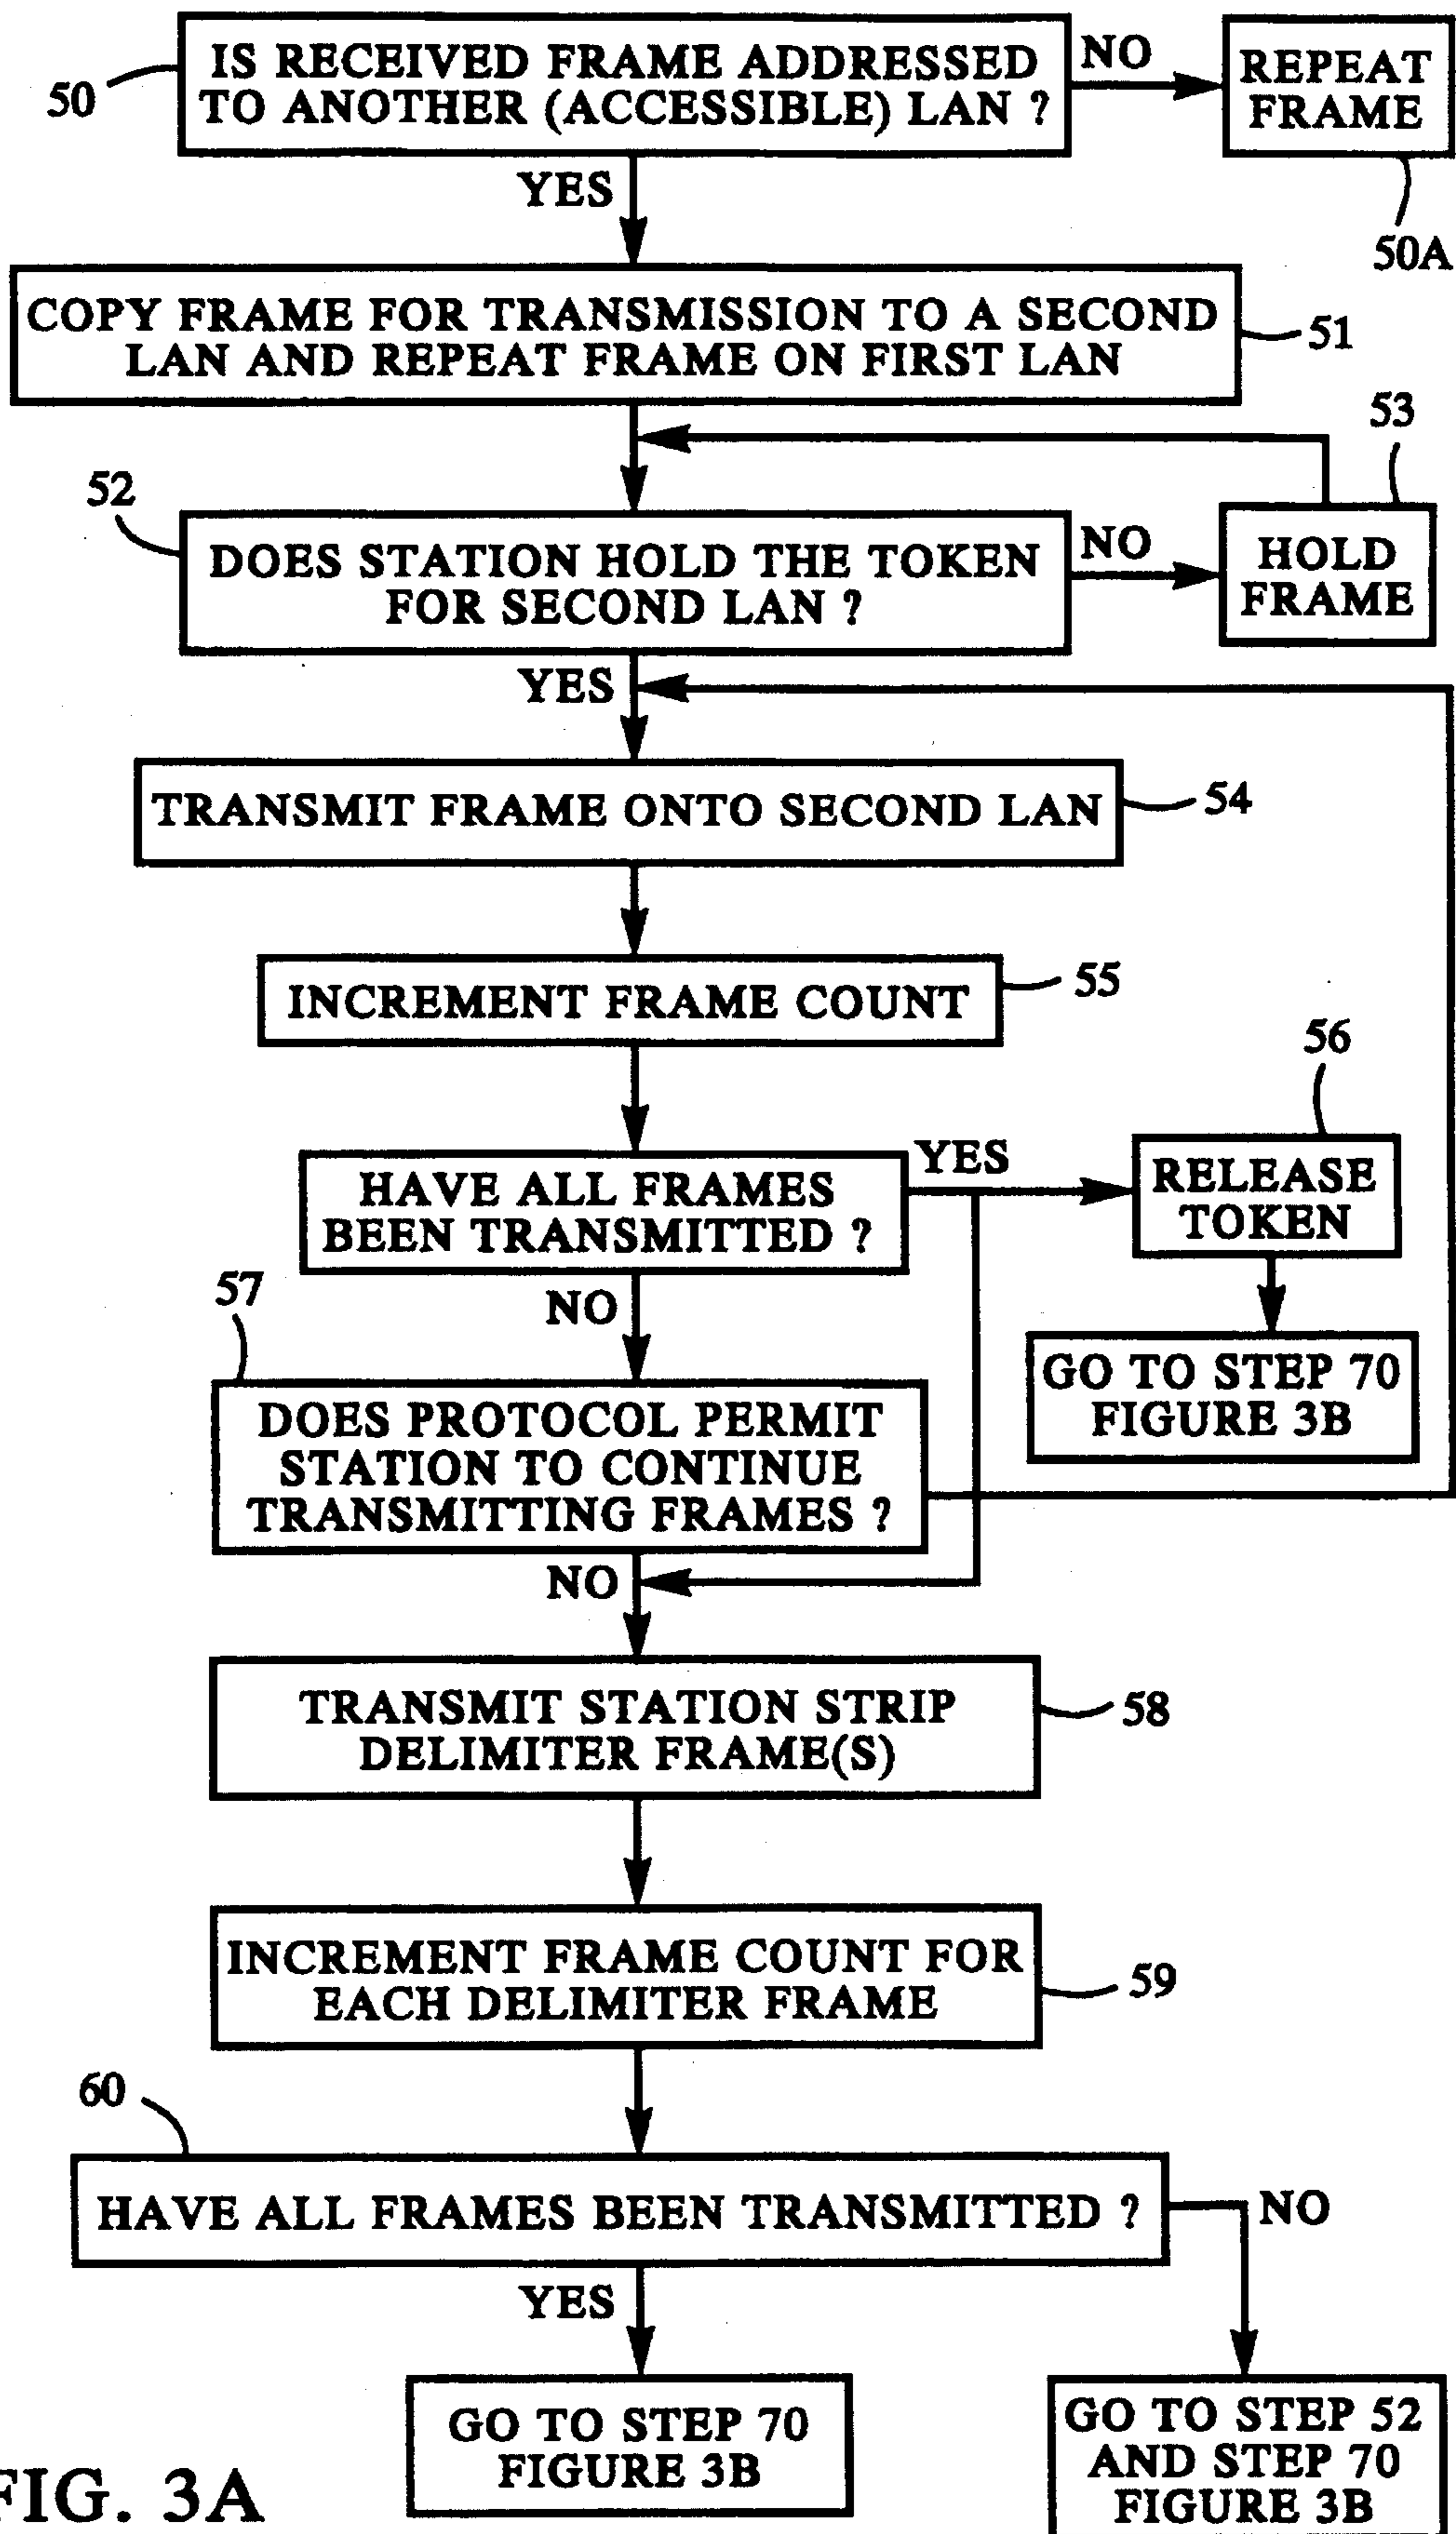 50
IS RECEIVED FRAME ADDRESSED
TO ANOTHER (ACCESSIBLE) LAN ?
NO
REPEAT
FRAME
50A
YES
COPY FRAME FOR TRANSMISSION TO A SECOND
LAN AND REPEAT FRAME ON FIRST LAN
51
53
52
DOES STATION HOLD THE TOKEN
FOR SECOND LAN ?
NO
HOLD
FRAME
YES
TRANSMIT FRAME ONTO SECOND LAN
54
INCREMENT FRAME COUNT
55
56
HAVE ALL FRAMES
BEEN TRANSMITTED ?
YES
RELEASE
TOKEN
NO
57
GO TO STEP 70
FIGURE 3B
DOES PROTOCOL PERMIT
STATION TO CONTINUE
TRANSMITTING FRAMES ?
NO
TRANSMIT STATION STRIP
DELIMITER FRAME(S)
58
INCREMENT FRAME COUNT FOR
EACH DELIMITER FRAME
59
60
HAVE ALL FRAMES BEEN TRANSMITTED ?
NO
YES
GO TO STEP 70
FIGURE 3B
GO TO STEP 52
AND STEP 70
FIGURE 3B
FIG. 3A